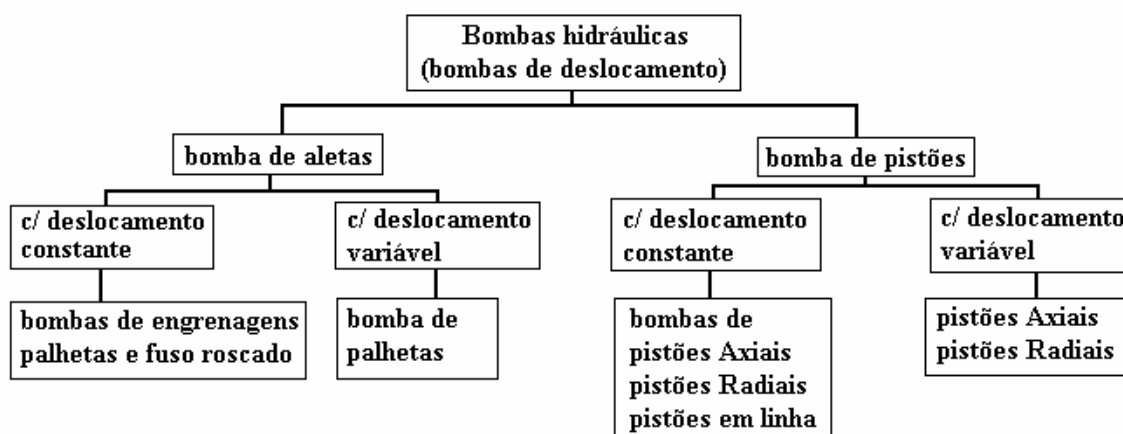 Bombas hidráulicas
(bombas de deslocamento)
bomba de aletas
bomba de pistões
c/ deslocamento
constante
c/ deslocamento
variável
c/ deslocamento
constante
c/ deslocamento
variável
bombas de engrenagens
palhetas e fuso roscado
bomba de
palhetas
bombas de
pistões Axiais
pistões Radiais
pistões em linha
pistões Axiais
pistões Radiais